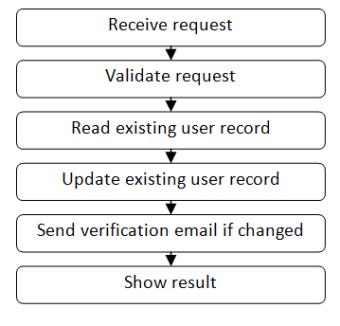 Receive request
Validate request
Read existing user record
Update existing user record
Send verification email if changed
Show result